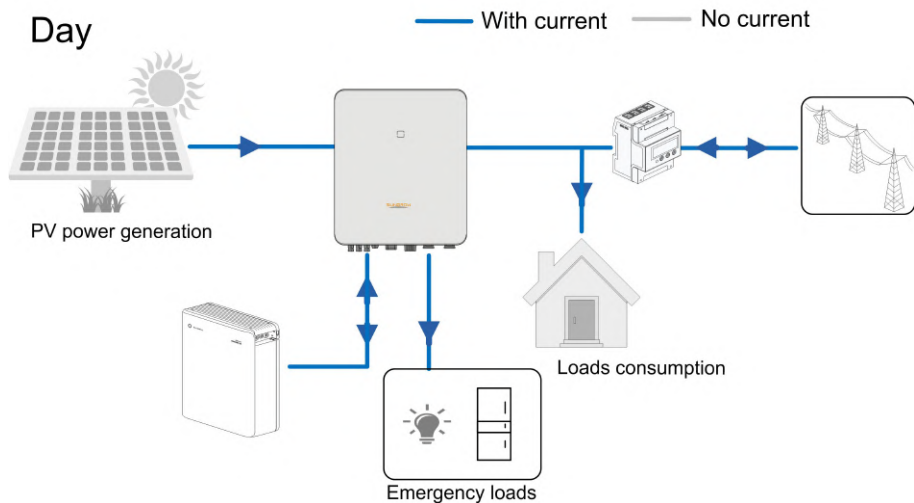 Day
With current
No current
PV power generation
Loads consumption
Emergency loads